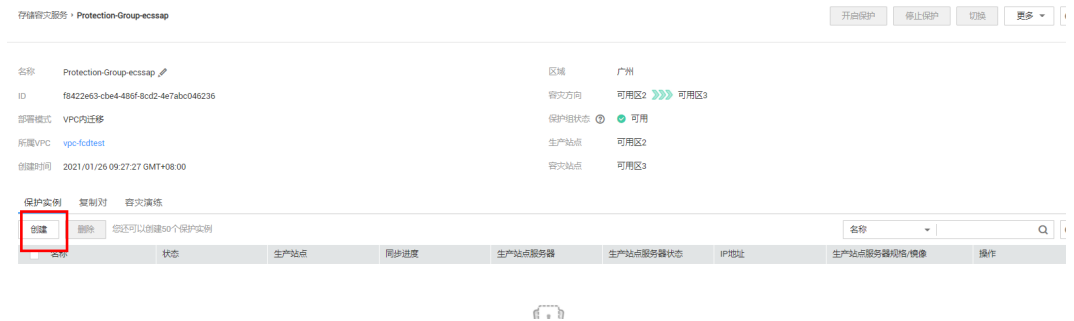 存储容灾服务 › Protection-Group-ecssap 开启保护 停止保护 切换 更多
名称 Protection-Group-ecssap 区域 广州
ID f8422e63-cbe4-486f-8cd2-4e7abc046236 容灾方向 可用区2 可用区3
部署模式 VPC内迁移 保护组状态 ? 可用
所属VPC vpc-fcdtest 生产站点 可用区2
创建时间 2021/01/26 09:27:27 GMT+08:00 容灾站点 可用区3
保护实例 复制对 容灾演练
创建 删除 您还可以创建50个保护实例 名称
名称 状态 生产站点 同步进度 生产站点服务器 生产站点服务器状态 IP地址 生产站点服务器规格/镜像 操作